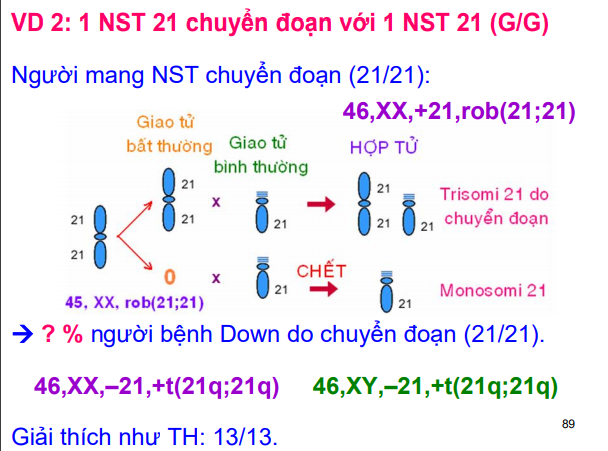 VD 2: 1 NST 21 chuyển đoạn với 1 NST 21 (G/G)
Người mang NST chuyển đoạn (21/21):
46,XX,+21,rob(21;21)
Giao tử
bất thường
Giao tử
bình thường
HỢP TỬ
21
21
x
21
21
21
21
21
Trisomi 21 do
chuyển đoạn
21
21
0
x
21
CHẾT
21
Monosomi 21
45, XX, rob(21;21)
→ ? % người bệnh Down do chuyển đoạn (21/21).
46,XX,–21,+t(21q;21q) 46,XY,–21,+t(21q;21q)
Giải thích như TH: 13/13.
89